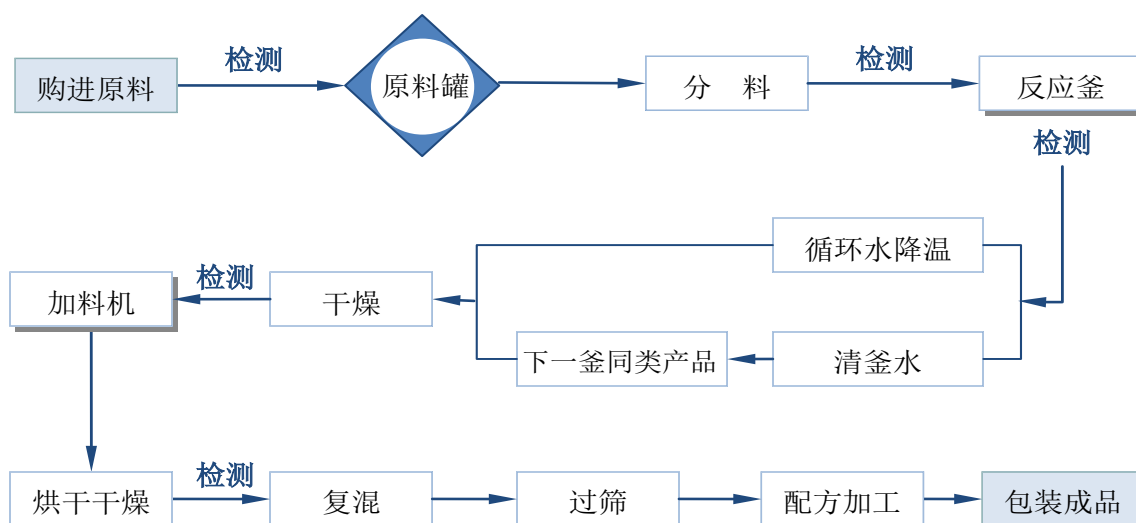 购进原料
检测
原料罐
分 料
检测
反应釜
检测
循环水降温
加料机
检测
干燥
下一釜同类产品
清釜水
烘干干燥
检测
复混
过筛
配方加工
包装成品